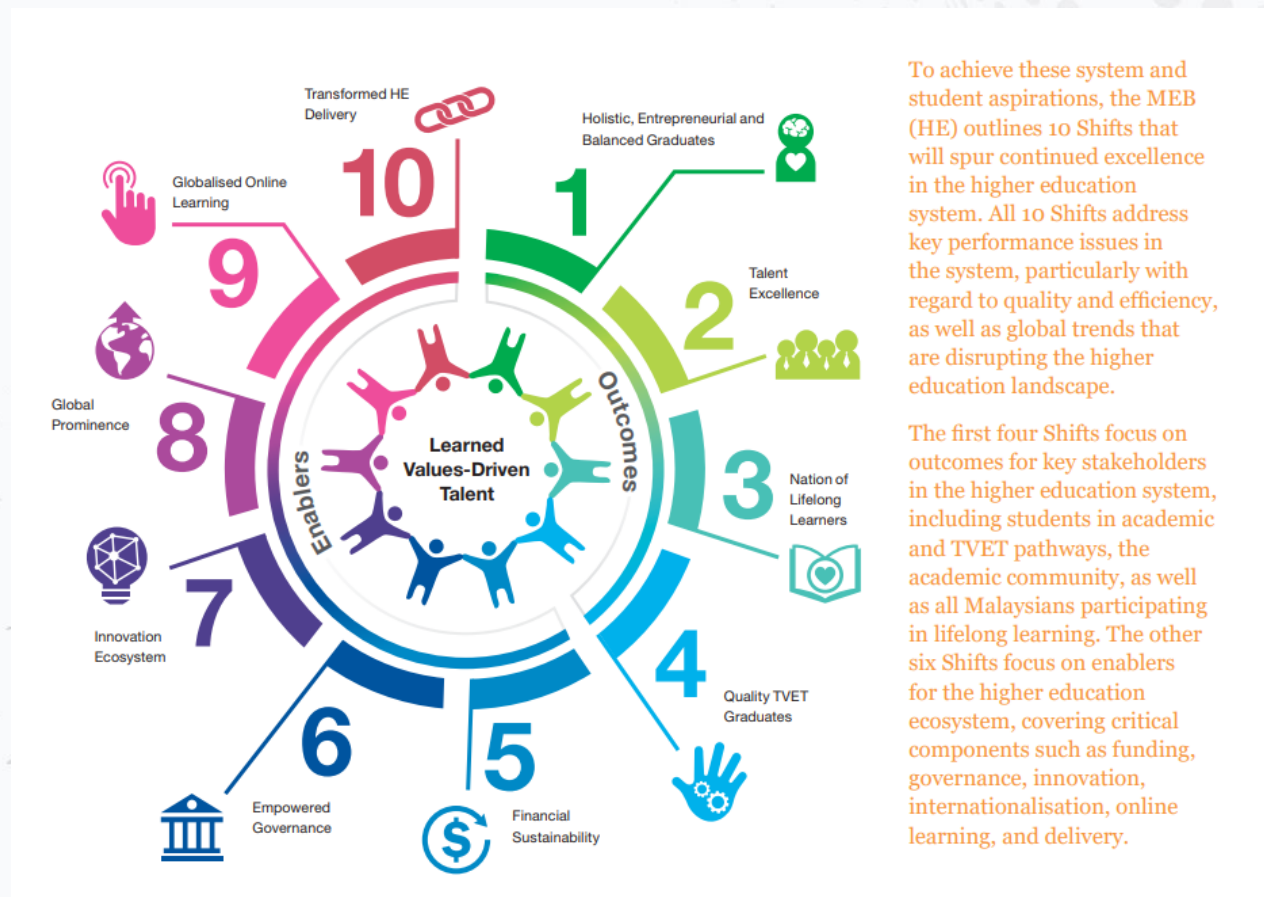 Transformed HE
Delivery
10
Holistic, Entrepreneurial and
Balanced Graduates
1
Globalised Online
Learning
9
Talent
Excellence
2
Global
Prominence
8
Nation of
Lifelong
Learners
3
Innovation
Ecosystem
7
Quality TVET
Graduates
4
Empowered
Governance
6
Financial
Sustainability
5
Enablers
Outcomes
Learned
Values-Driven
Talent
$
To achieve these system and
student aspirations, the MEB
(HE) outlines 10 Shifts that
will spur continued excellence
in the higher education
system. All 10 Shifts address
key performance issues in
the system, particularly with
regard to quality and efficiency,
as well as global trends that
are disrupting the higher
education landscape.
The first four Shifts focus on
outcomes for key stakeholders
in the higher education system,
including students in academic
and TVET pathways, the
academic community, as well
as all Malaysians participating
in lifelong learning. The other
six Shifts focus on enablers
for the higher education
ecosystem, covering critical
components such as funding,
governance, innovation,
internationalisation, online
learning, and delivery.